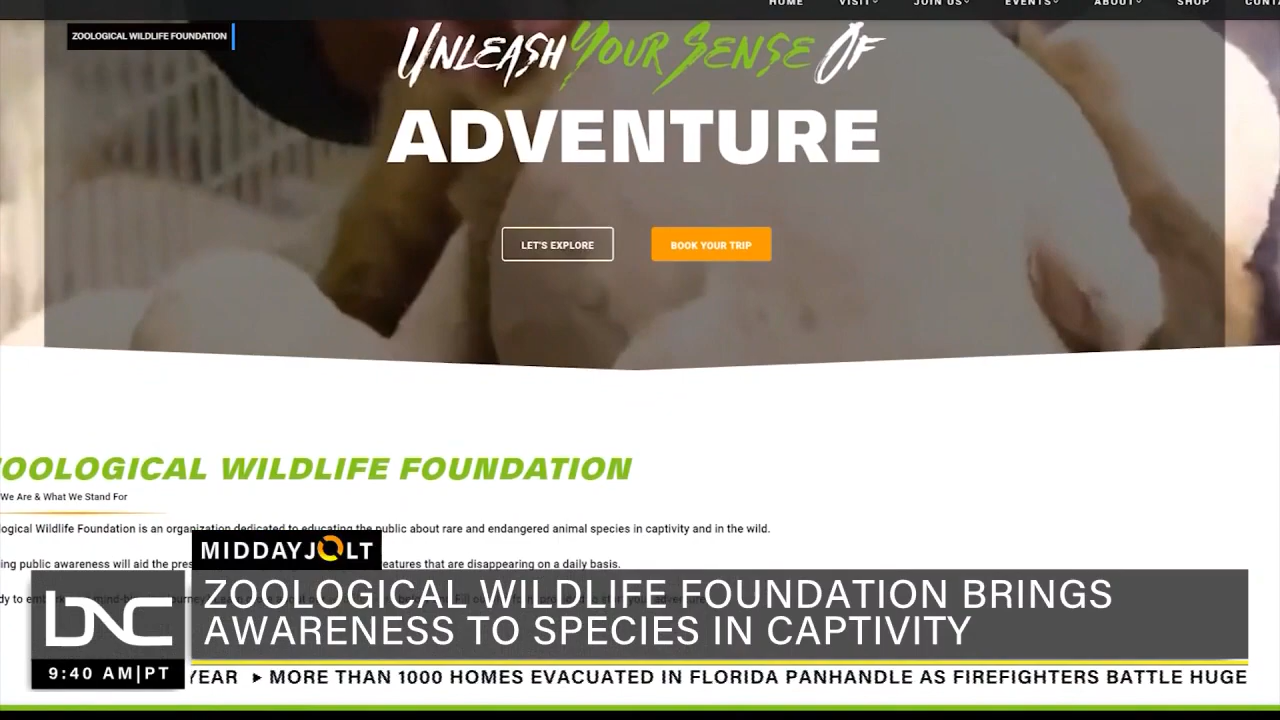 HOME VISIT JOIN US EVENTS ABOUT SHOP
ZOOLOGICAL WILDLIFE FOUNDATION
UNLEASH YOUR SENSE OF
ADVENTURE
LET'S EXPLORE BOOK YOUR TRIP
OOLOGICAL WILDLIFE FOUNDATION
We Are & What We Stand For
logical Wildlife Foundation is an organization dedicated to educating the public about rare and endangered animal species in captivity and in the wild.
ing public awareness will aid the pres eatures that are disappearing on a daily basis.
MIDDAY JOLT
ZOOLOGICAL WILDLIFE FOUNDATION BRINGS
AWARENESS TO SPECIES IN CAPTIVITY
DNC
9:40 AM|PT
YEAR ▸ MORE THAN 1000 HOMES EVACUATED IN FLORIDA PANHANDLE AS FIREFIGHTERS BATTLE HUGE